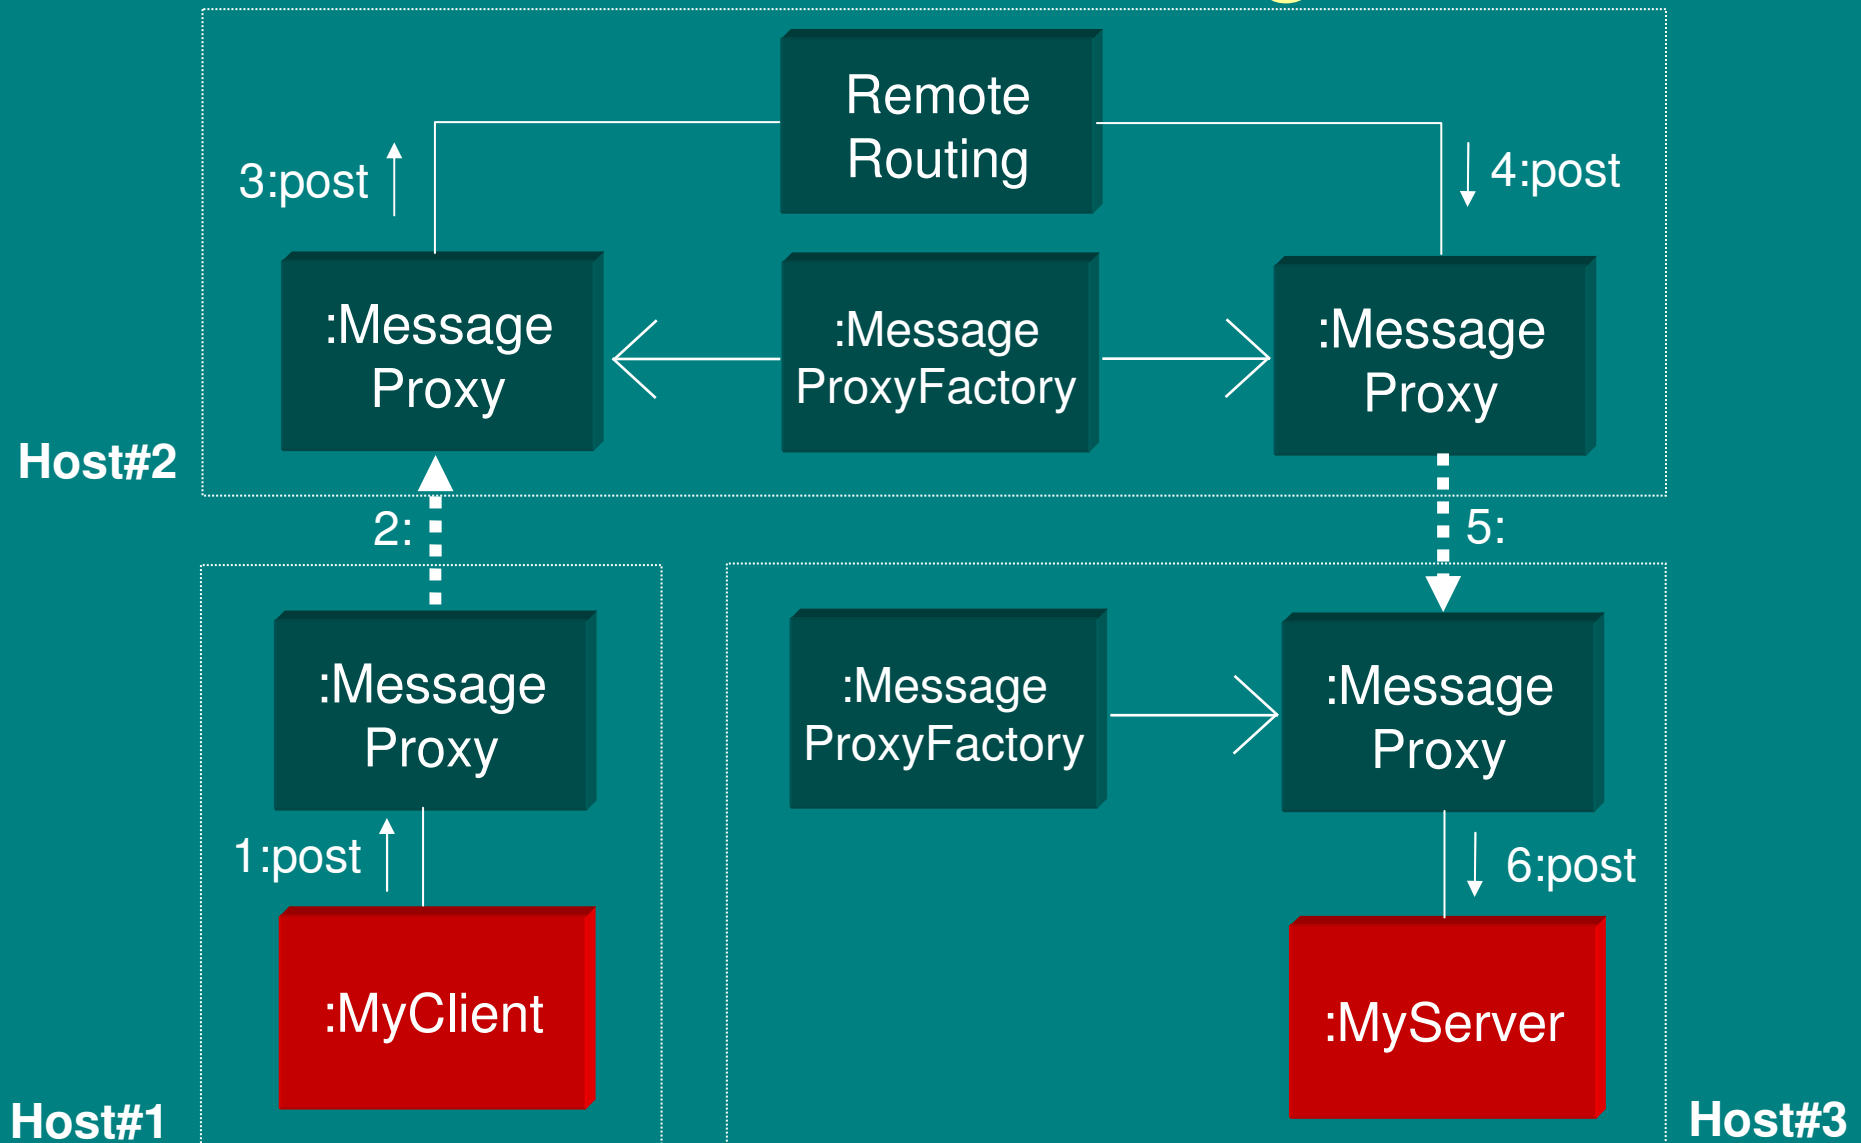 Remote
Routing
3:post
4:post
:Message
Proxy
:Message
ProxyFactory
:Message
Proxy
Host#2
2:
5:
:Message
Proxy
:Message
ProxyFactory
:Message
Proxy
1:post
6:post
:MyClient
:MyServer
Host#1
Host#3